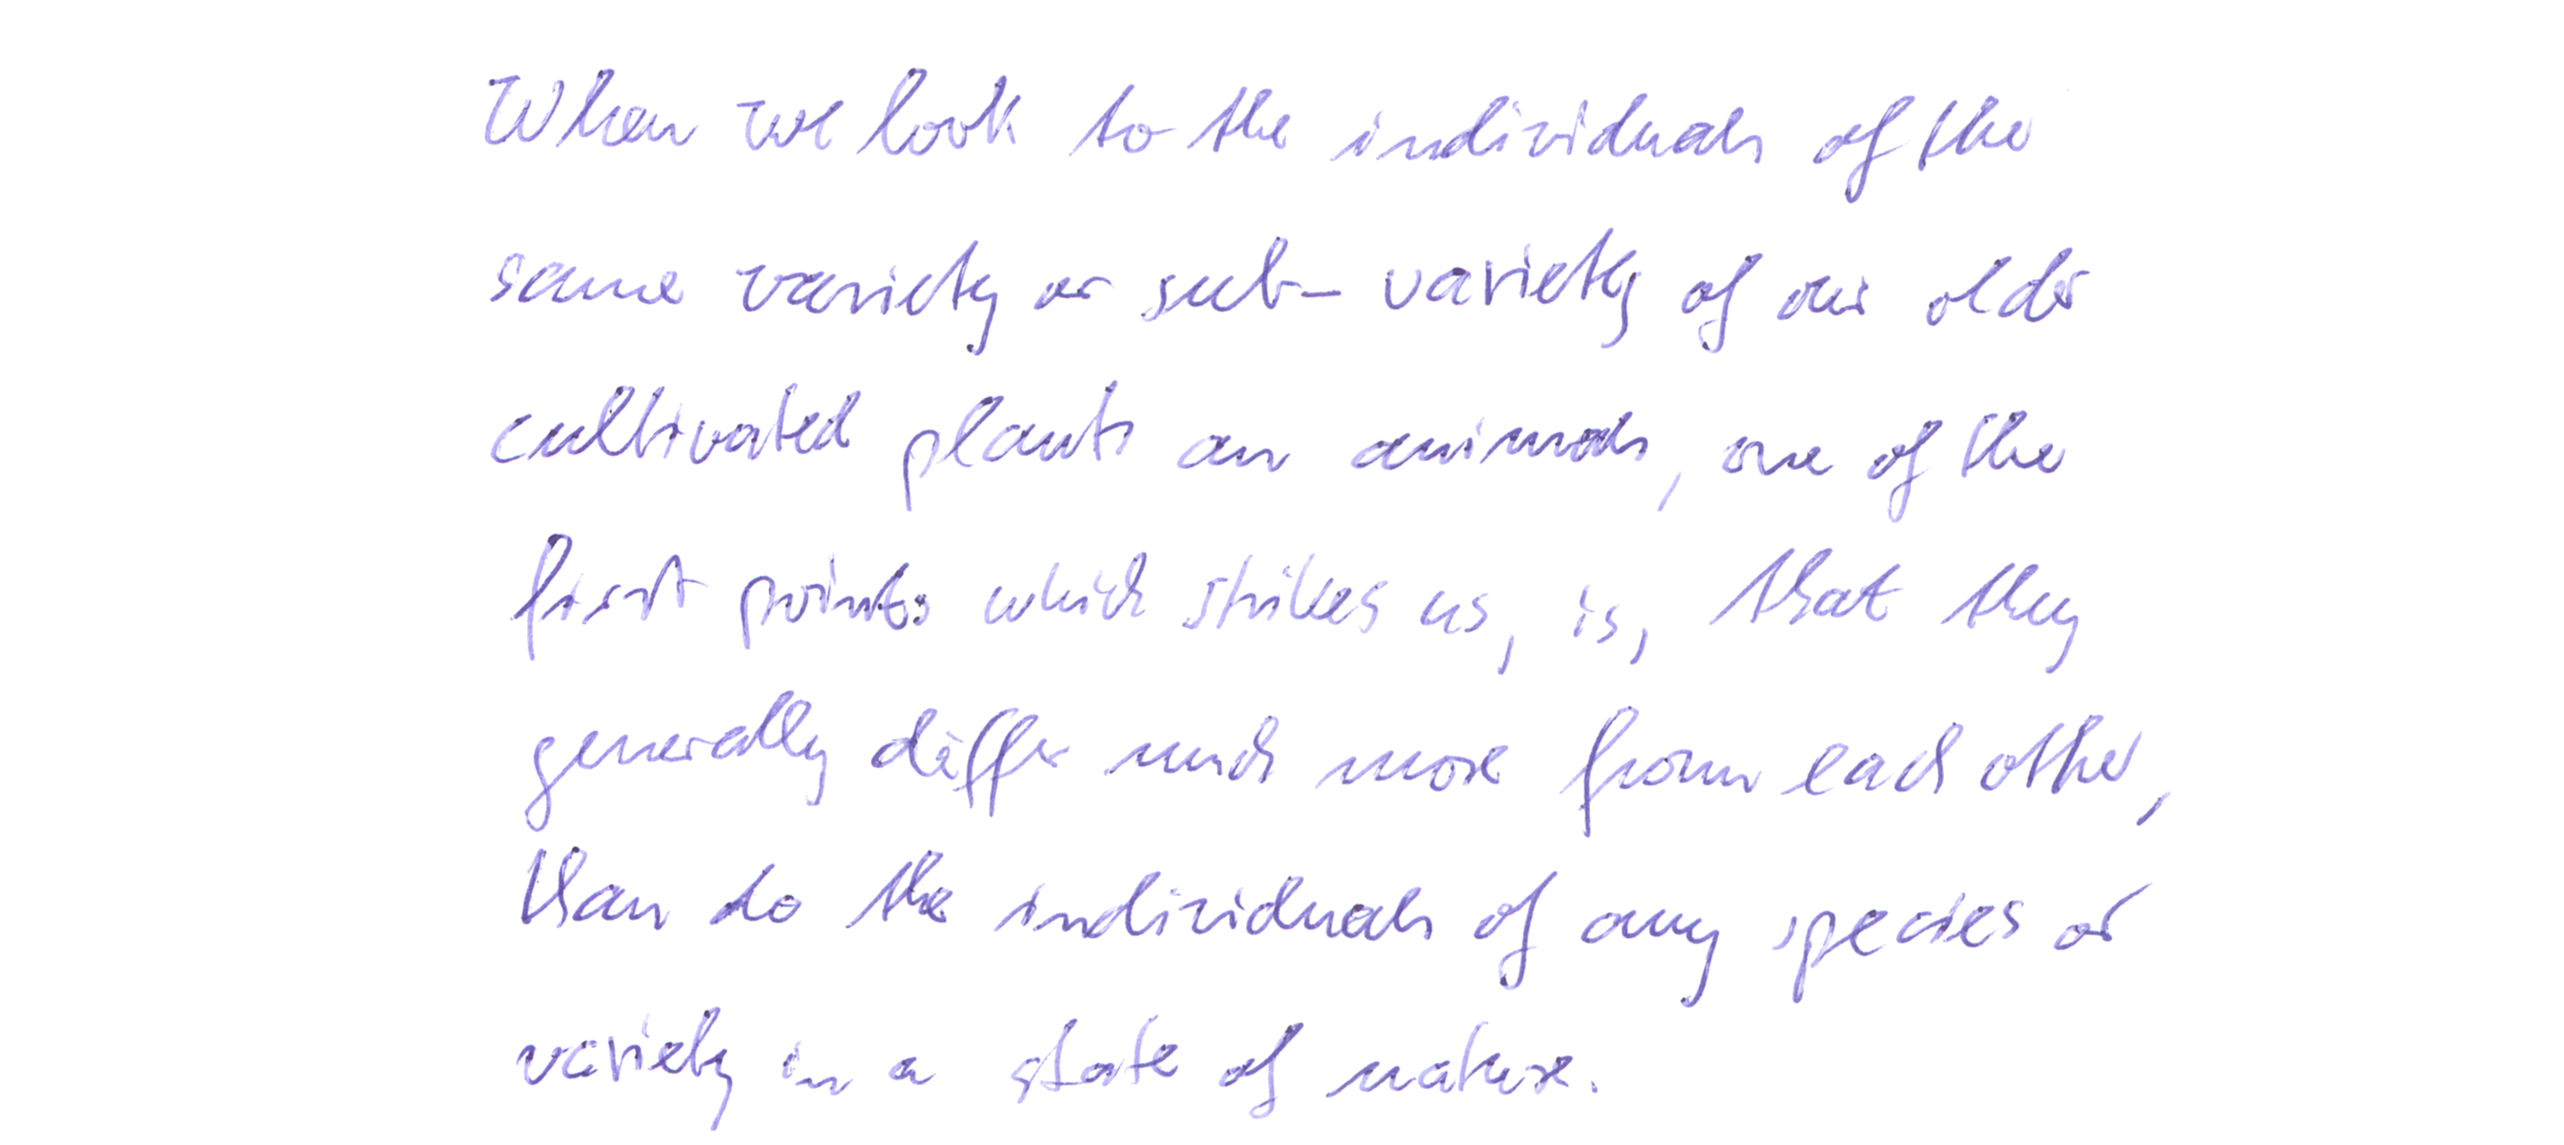 When we look to the individuals of the
same variety or sub-variety of our older
cultivated plants an animals, one of the
first points which strikes us, is, that they
generally differ much more from each other,
than do the individuals of any species or
variety in a state of nature.